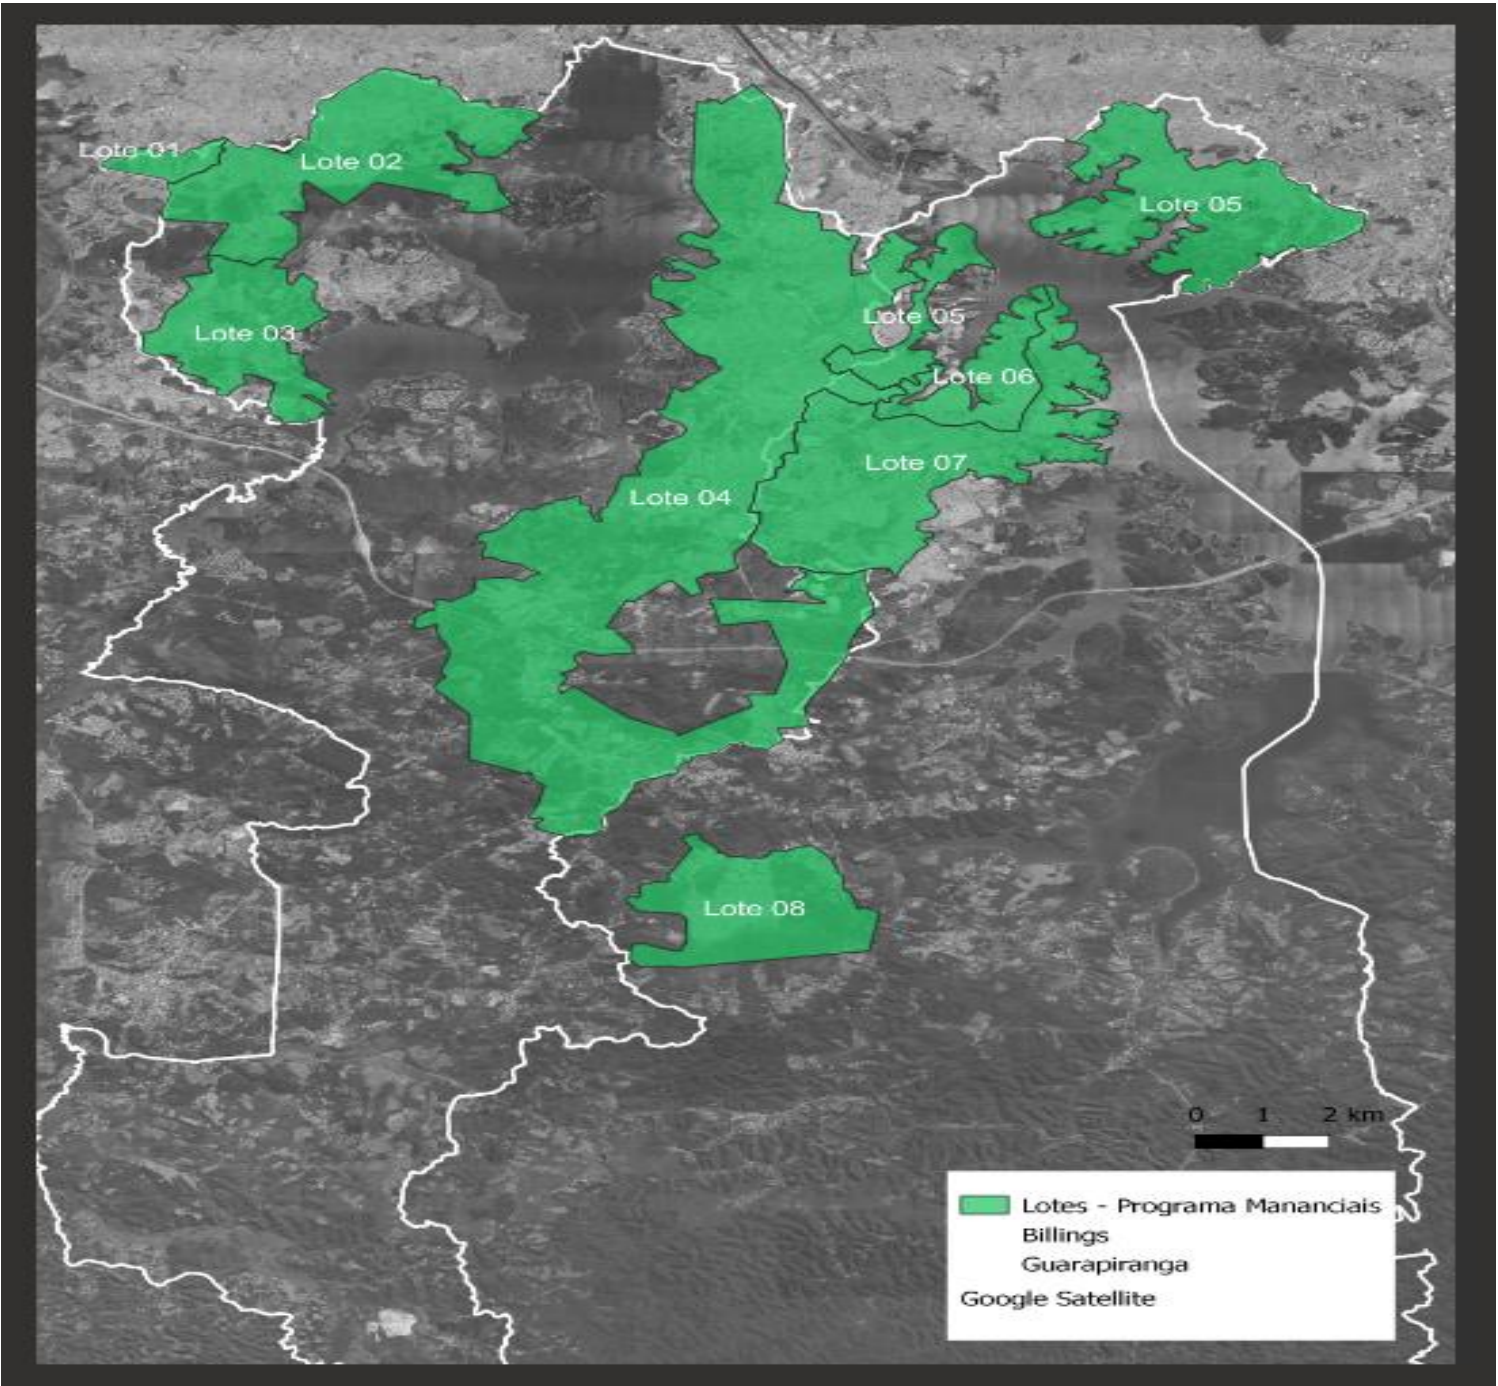 Lote 01
Lote 02
Lote 05
Lote 03
Lote 05
Lote 06
Lote 07
Lote 04
Lote 08
0 1 2 km
Lotes - Programa Mananciais
Billings
Guarapiranga
Google Satellite